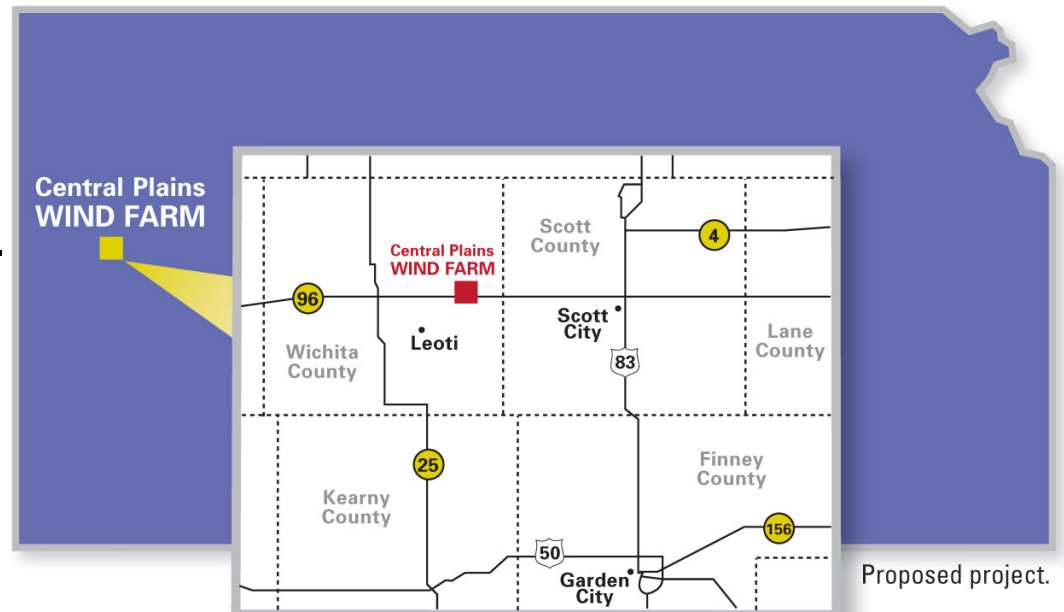 Central Plains
WIND FARM
Central Plains
WIND FARM
Scott
County
4
96
Leoti
Scott
City
Lane
County
Wichita
County
83
25
Finney
County
Kearny
County
156
50
Garden
City
Proposed project.